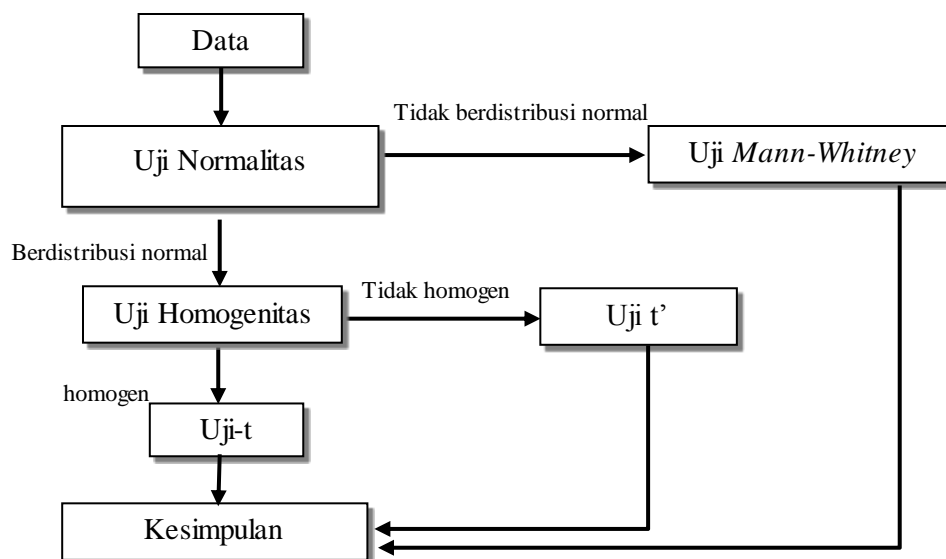 Data
Tidak berdistribusi normal
Uji Normalitas
Uji Mann-Whitney
Berdistribusi normal
Tidak homogen
Uji Homogenitas
Uji t’
homogen
Uji-t
Kesimpulan